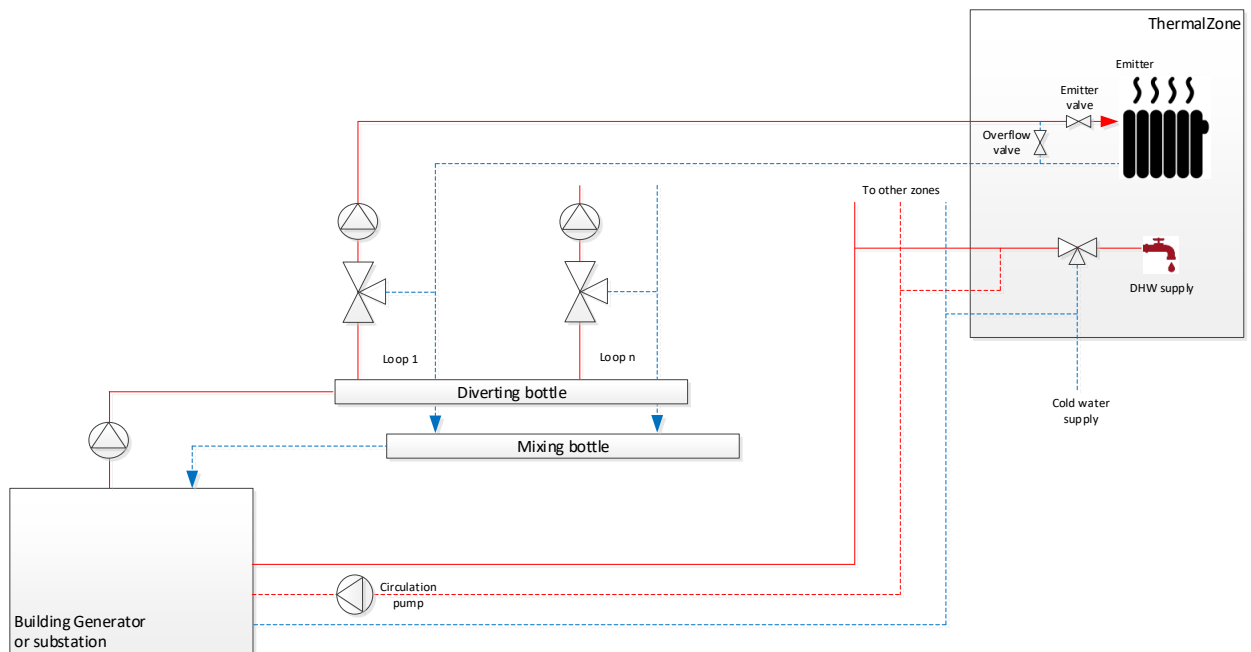 ThermalZone
Emitter
Emitter
valve
Overflow
valve
To other zones
DHW supply
Loop 1
Loop n
Diverting bottle
Cold water
supply
Mixing bottle
Circulation
pump
Building Generator
or substation